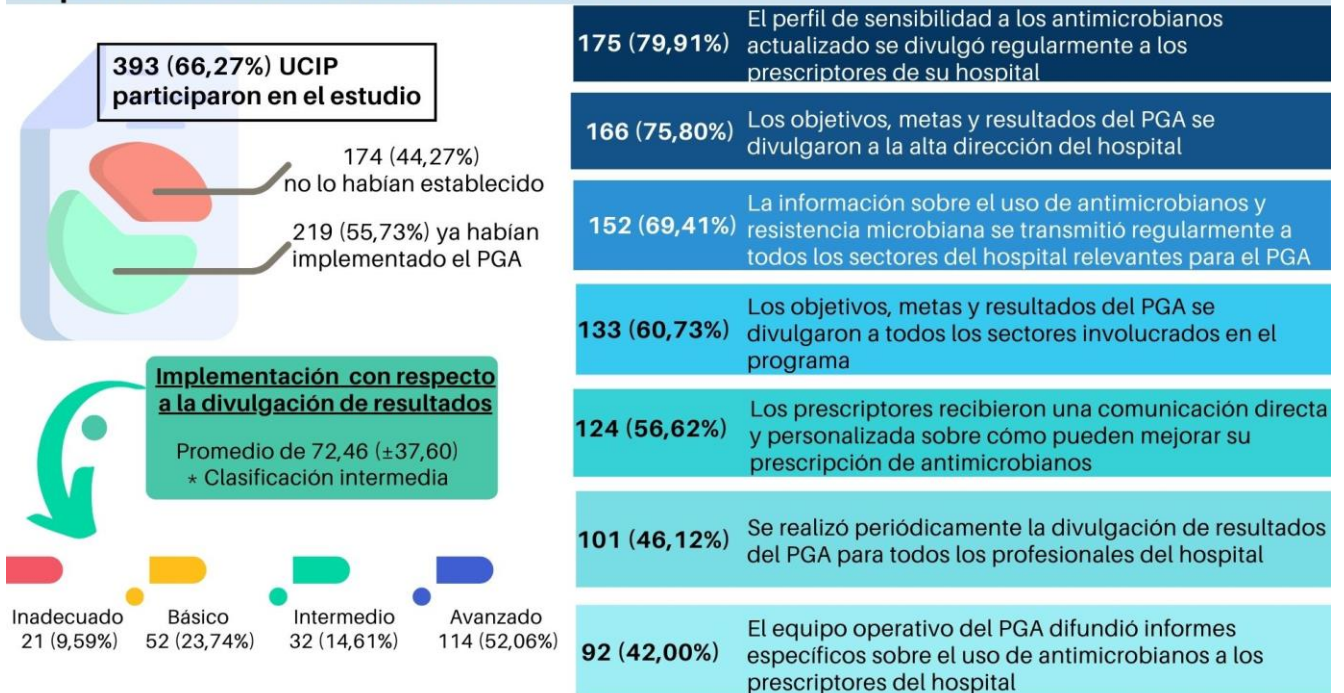 393 (66,27%) UCIP
participaron en el estudio
174 (44,27%)
no lo habían establecido
219 (55,73%) ya habían
implementado el PGA
Implementación con respecto
a la divulgación de resultados
Promedio de 72,46 (±37,60)
* Clasificación intermedia
Inadecuado
21 (9,59%)
Básico
52 (23,74%)
Intermedio
32 (14,61%)
Avanzado
114 (52,06%)
175 (79,91%)
El perfil de sensibilidad a los antimicrobianos
actualizado se divulgó regularmente a los
prescriptores de su hospital
166 (75,80%)
Los objetivos, metas y resultados del PGA se
divulgaron a la alta dirección del hospital
152 (69,41%)
La información sobre el uso de antimicrobianos y
resistencia microbiana se transmitió regularmente a
todos los sectores del hospital relevantes para el PGA
133 (60,73%)
Los objetivos, metas y resultados del PGA se
divulgaron a todos los sectores involucrados en el
programa
124 (56,62%)
Los prescriptores recibieron una comunicación directa
y personalizada sobre cómo pueden mejorar su
prescripción de antimicrobianos
101 (46,12%)
Se realizó periódicamente la divulgación de resultados
del PGA para todos los profesionales del hospital
92 (42,00%)
El equipo operativo del PGA difundió informes
específicos sobre el uso de antimicrobianos a los
prescriptores del hospital